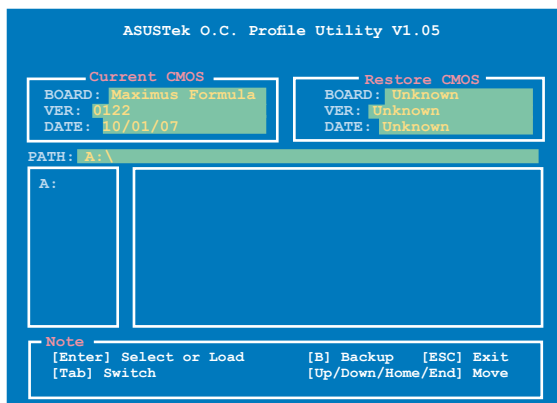 ASUSTek O.C. Profile Utility V1.05
Current CMOS
BOARD: Maximus Formula
VER: 0122
DATE: 10/01/07
Restore CMOS
BOARD: Unknown
VER: Unknown
DATE: Unknown
PATH: A:\
A:
Note
[Enter] Select or Load [B] Backup [ESC] Exit
[Tab] Switch [Up/Down/Home/End] Move